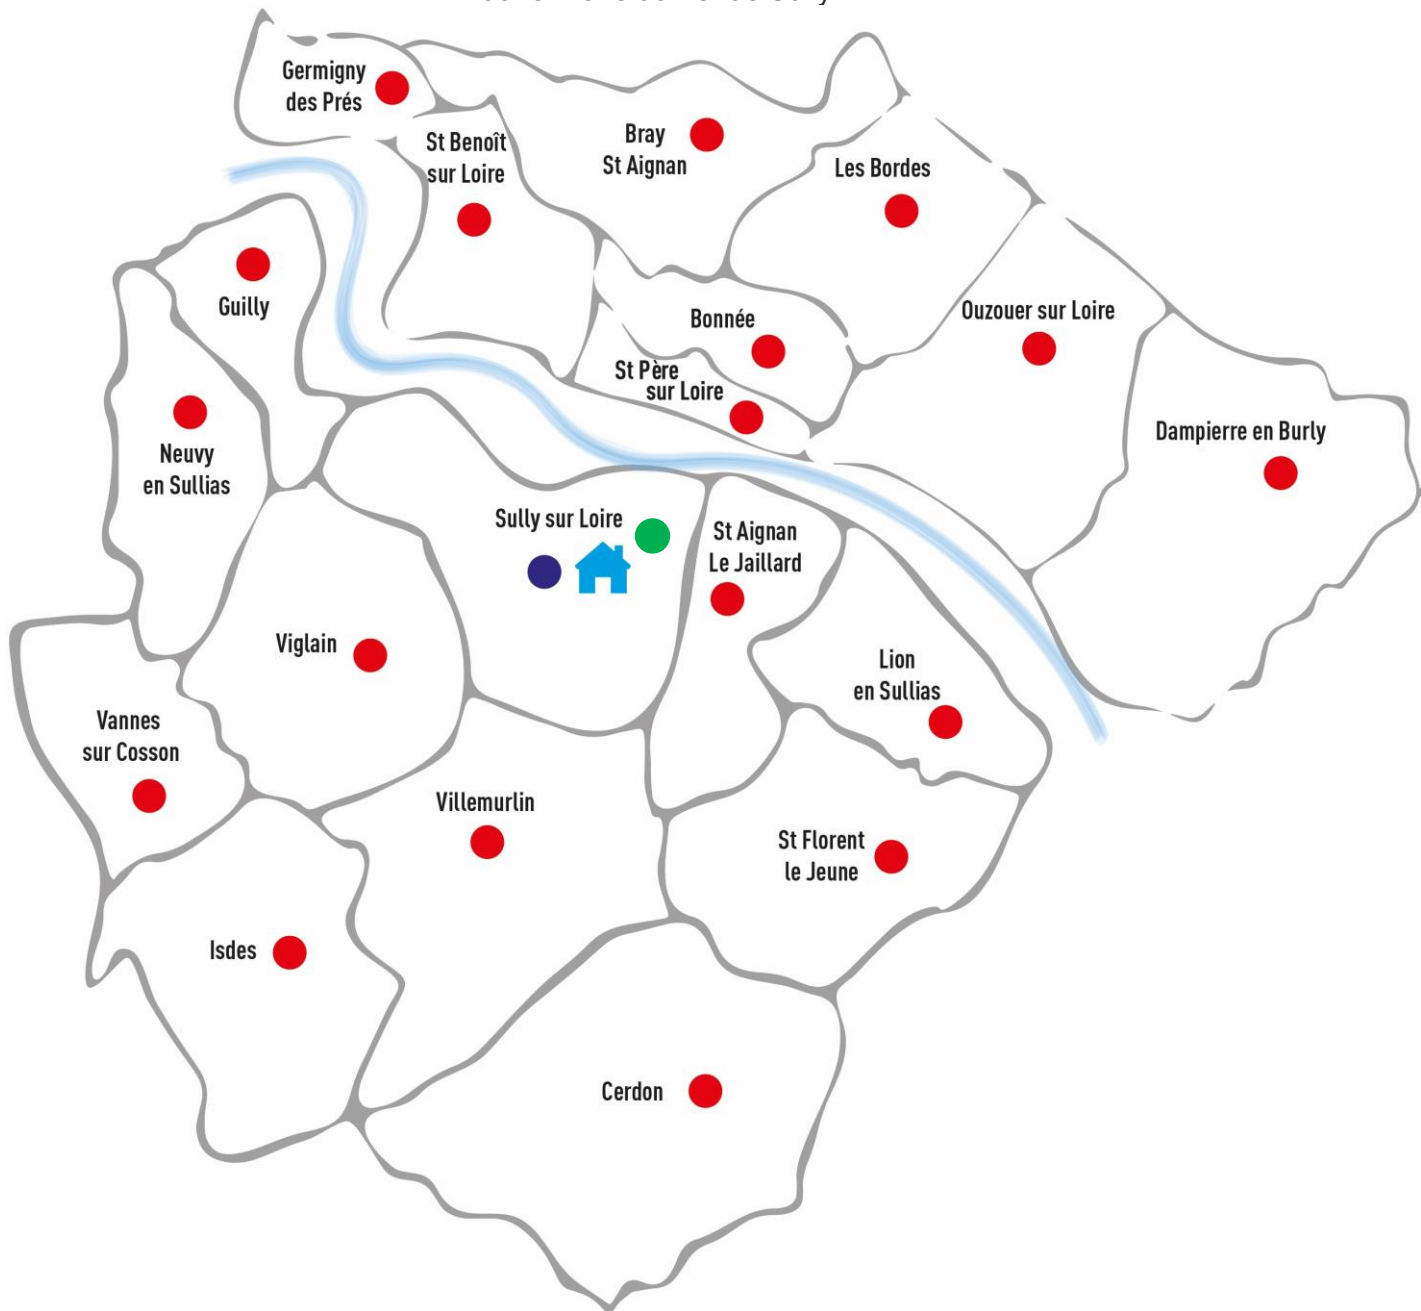 Germigny
des Prés
St Benoît
sur Loire
Bray
St Aignan
Les Bordes
Guilly
Bonnée
Ouzouer sur Loire
St Père
sur Loire
Neuvy
en Sullias
Dampierre en Burly
Sully sur Loire
St Aignan
Le Jaillard
Viglain
Lion
en Sullias
Vannes
sur Cosson
Villemurlin
St Florent
le Jeune
Isdes
Cerdon